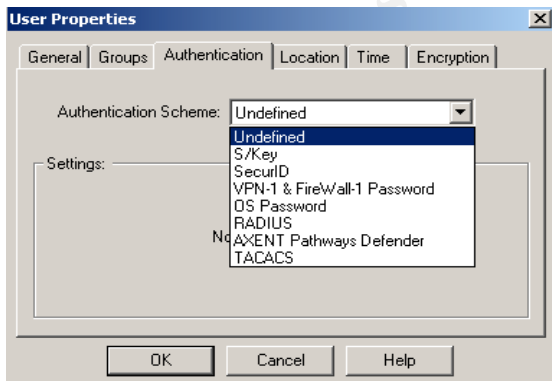 User Properties
General Groups Authentication Location Time Encryption
Authentication Scheme: Undefined
Undefined
S/Key
SecurID
VPN-1 & FireWall-1 Password
OS Password
RADIUS
AXENT Pathways Defender
TACACS
Settings:
OK Cancel Help